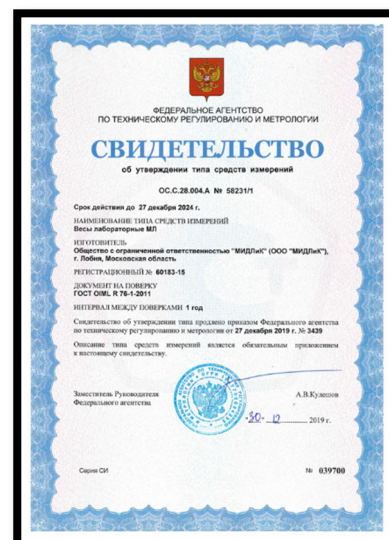 ФЕДЕРАЛЬНОЕ АГЕНТСТВО
ПО ТЕХНИЧЕСКОМУ РЕГУЛИРОВАНИЮ И МЕТРОЛОГИИ
СВИДЕТЕЛЬСТВО
об утверждении типа средств измерений
ОС.C.28.004.А № 58231/1
Срок действия до 27 декабря 2024 г.
НАИМЕНОВАНИЕ ТИПА СРЕДСТВ ИЗМЕРЕНИЙ
Весы лабораторные МЛ
ИЗГОТОВИТЕЛЬ
Общество с ограниченной ответственностью "МИДЛиК" (ООО "МИДЛиК"),
г. Лобня, Московская область
РЕГИСТРАЦИОННЫЙ № 60183-15
ДОКУМЕНТ НА ПОВЕРКУ
ГОСТ OIML R 76-1-2011
ИНТЕРВАЛ МЕЖДУ ПОВЕРКАМИ 1 год
Свидетельство об утверждении типа продлено приказом Федерального агентства
по техническому регулированию и метрологии от 27 декабря 2019 г. № 3439
Описание типа средств измерений является обязательным приложением
к настоящему свидетельству.
Заместитель Руководителя
Федерального агентства
А.В.Кулешов
30. 12 2019 г.
Серия СИ
№ 039700